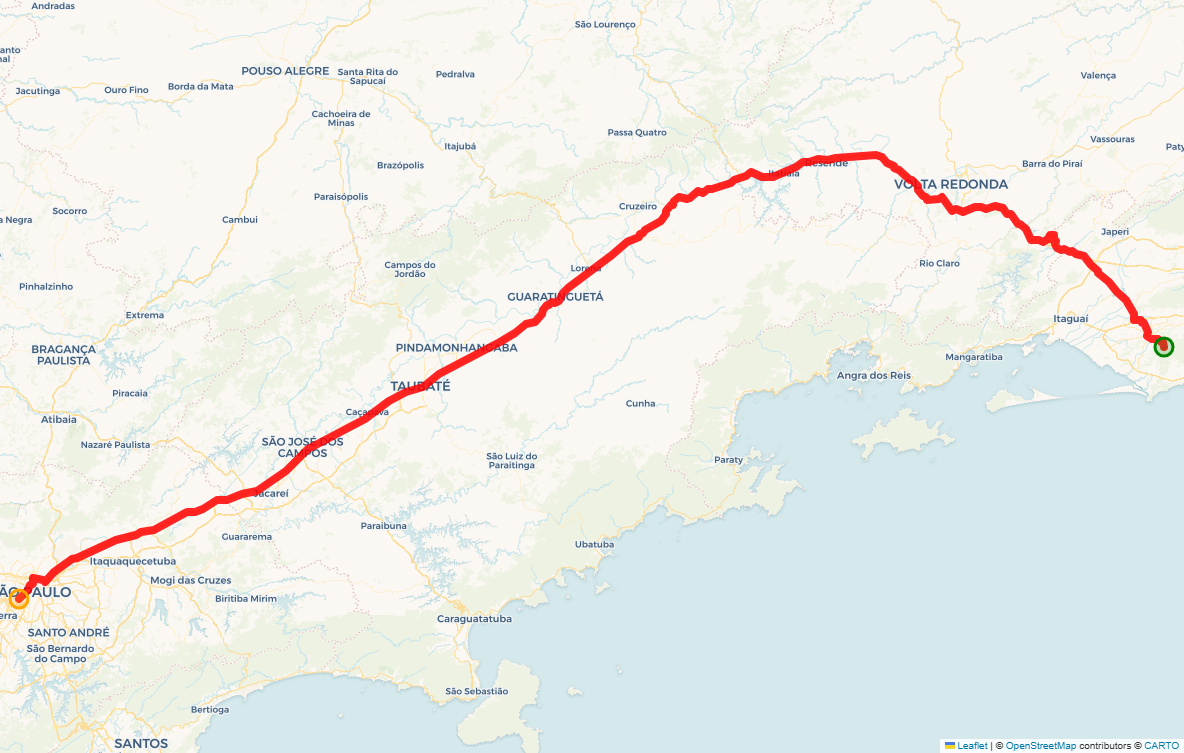 Andradas
São Lourenço
POUSO ALEGRE
Santa Rita do
Sapucaí
Pedralva
Valença
Jacutinga
Ouro Fino
Borda da Mata
Cachoeira de
Minas
Passa Quatro
Vassouras
Itajubá
Paty
Brazópolis
Resende
Barra do Piraí
Itatiaia
VOLTA REDONDA
Paraisópolis
Socorro
Cruzeiro
a Negra
Cambui
Japeri
Campos do
Jordão
Lorena
Rio Claro
Pinhalzinho
GUARATINGUETÁ
Extrema
Itaguaí
BRAGANÇA
PAULISTA
PINDAMONHANGABA
Mangaratiba
Angra dos Reis
TAUBATÉ
Piracaia
Cunha
Caçapava
Atibaia
Nazaré Paulista
SÃO JOSÉ DOS
CAMPOS
São Luiz do
Paraitinga
Paraty
Jacareí
Paraibuna
Guararema
Ubatuba
Itaquaquecetuba
Mogi das Cruzes
ÃO PAULO
Biritiba Mirim
erra
Caraguatatuba
SANTO ANDRÉ
São Bernardo
do Campo
São Sebastião
Bertioga
SANTOS
Leaflet | © OpenStreetMap contributors © CARTO